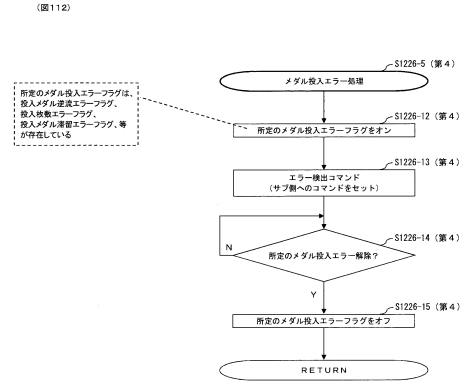 （図112）
S1226-5（第4）
メダル投入エラー処理
所定のメダル投入エラーフラグは、
投入メダル逆流エラーフラグ、
投入枚数エラーフラグ、
投入メダル滞留エラーフラグ、等
が存在している
S1226-12（第4）
所定のメダル投入エラーフラグをオン
S1226-13（第4）
エラー検出コマンド
（サブ側へのコマンドをセット）
S1226-14（第4）
所定のメダル投入エラー解除？
N
Y
S1226-15（第4）
所定のメダル投入エラーフラグをオフ
RETURN